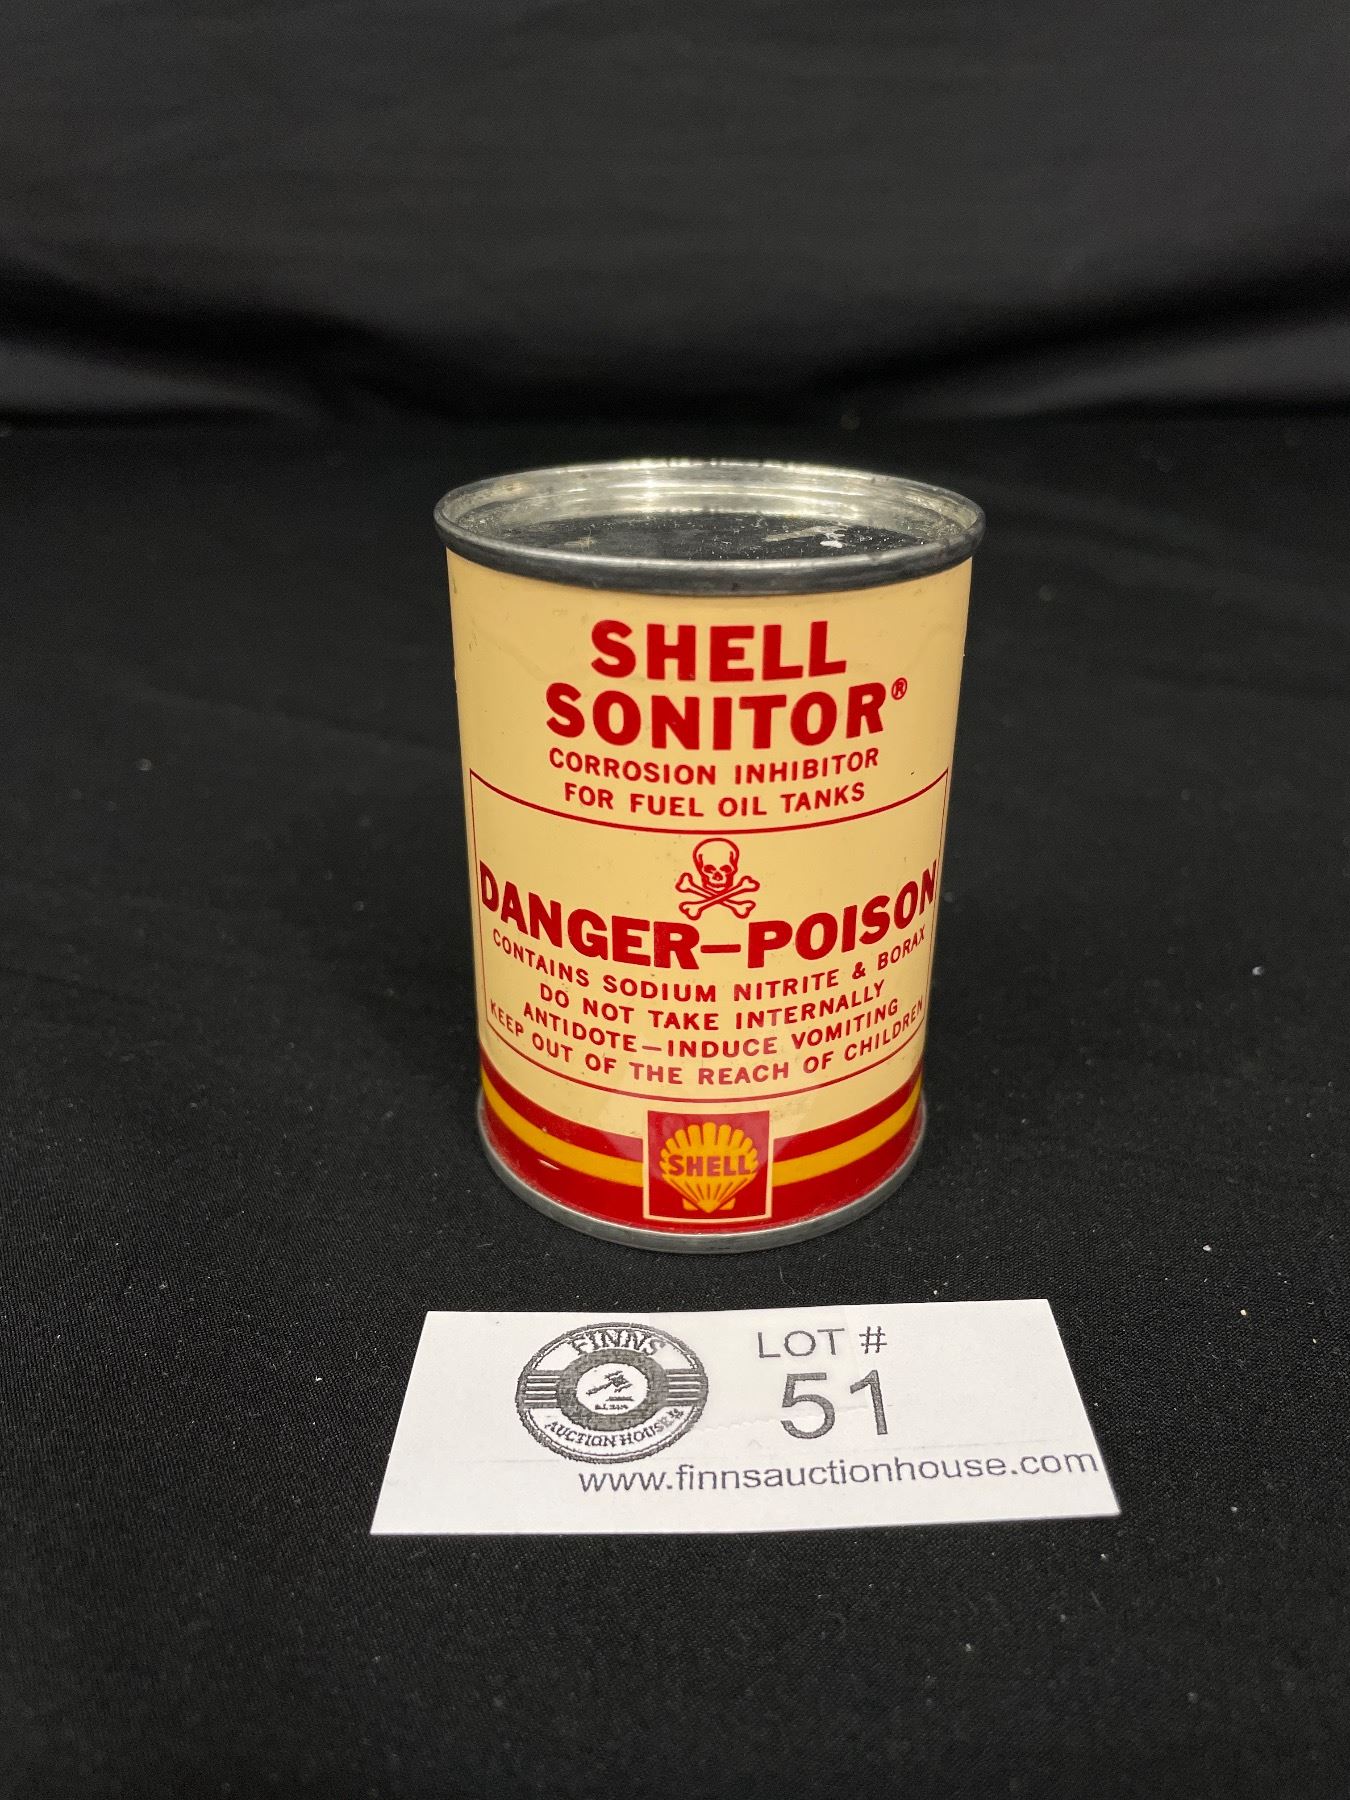 SHELL
SONITOR®
CORROSION INHIBITOR
FOR FUEL OIL TANKS
DANGER–POISON
CONTAINS SODIUM NITRITE & BORAX
DO NOT TAKE INTERNALLY
ANTIDOTE–INDUCE VOMITING
KEEP OUT OF THE REACH OF CHILDREN
SHELL
FINNS
AUCTION HOUSE
LOT #
51
www.finnsauctionhouse.com